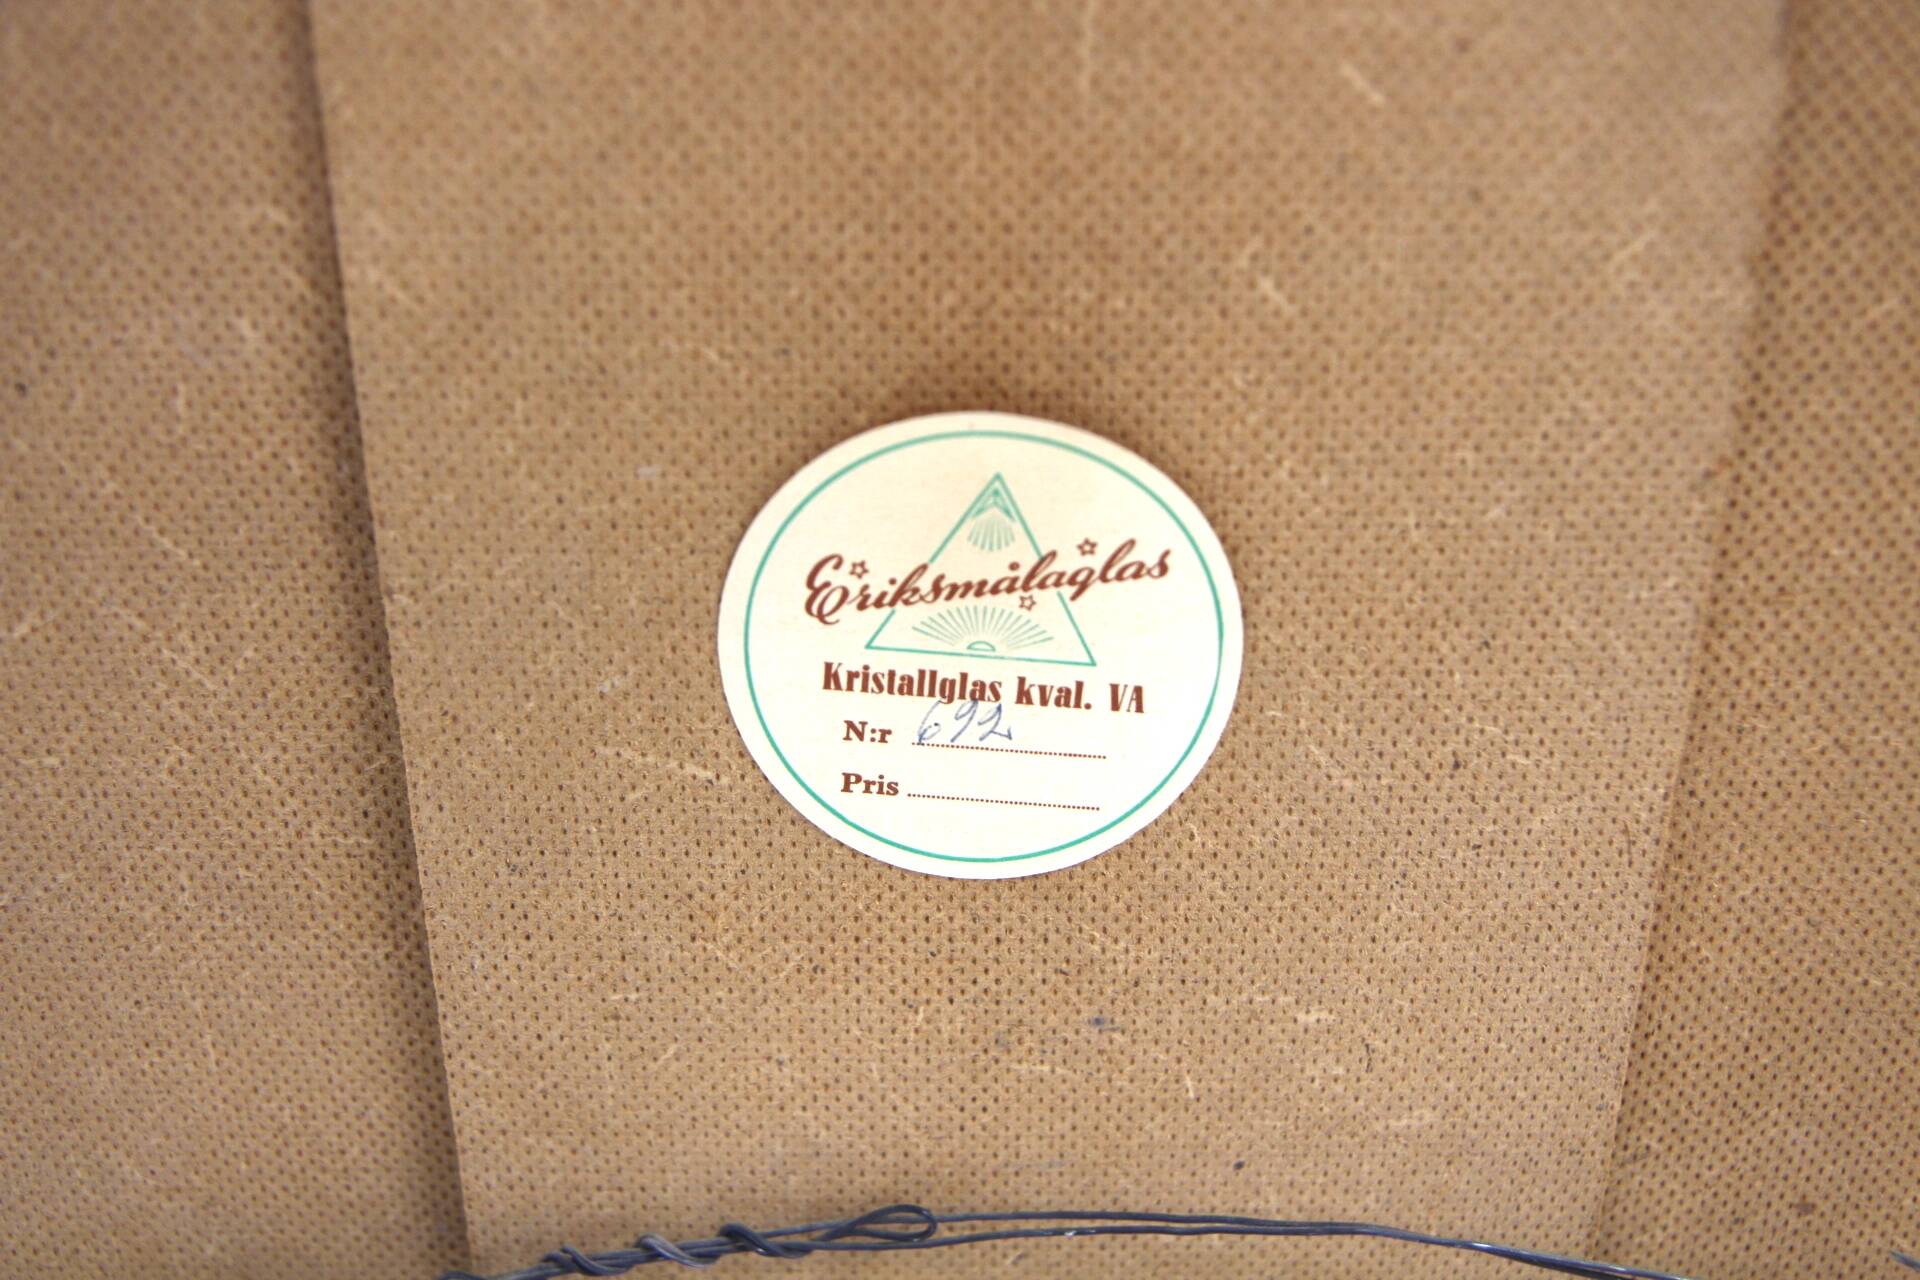 Eriksmålaglas
Kristallglas kval. VA
N:r 692
Pris